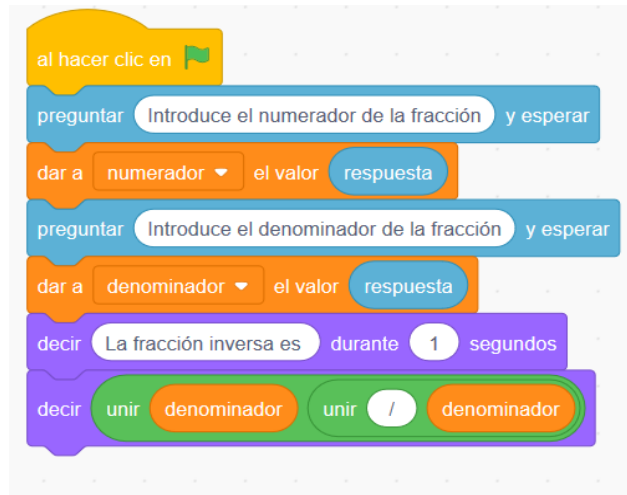 al hacer clic en
preguntar Introduce el numerador de la fracción y esperar
dar a numerador el valor respuesta
preguntar Introduce el denominador de la fracción y esperar
dar a denominador el valor respuesta
decir La fracción inversa es durante 1 segundos
decir unir denominador unir / denominador